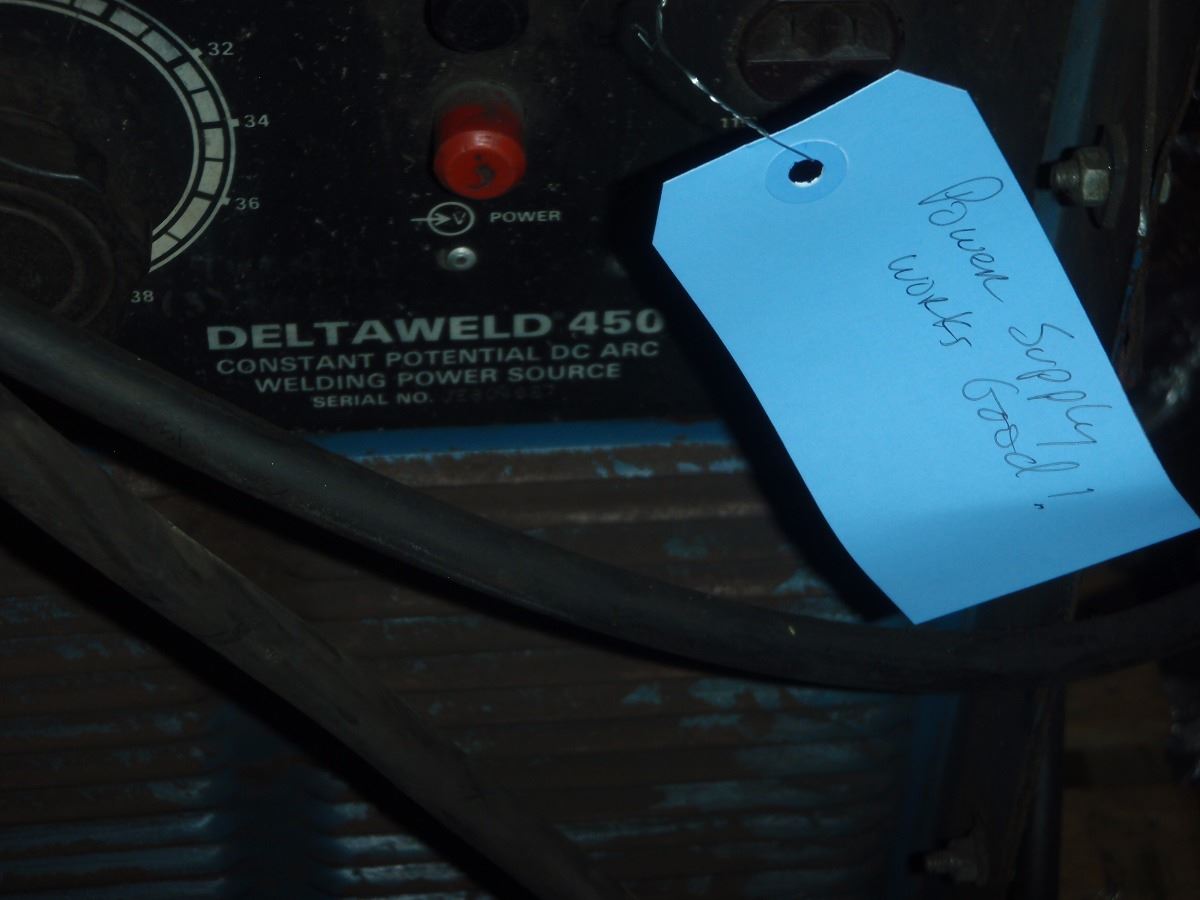 32
34
36
38
POWER
DELTAWELD 450
CONSTANT POTENTIAL DC ARC
WELDING POWER SOURCE
SERIAL NO.
Power Supply
works Good!